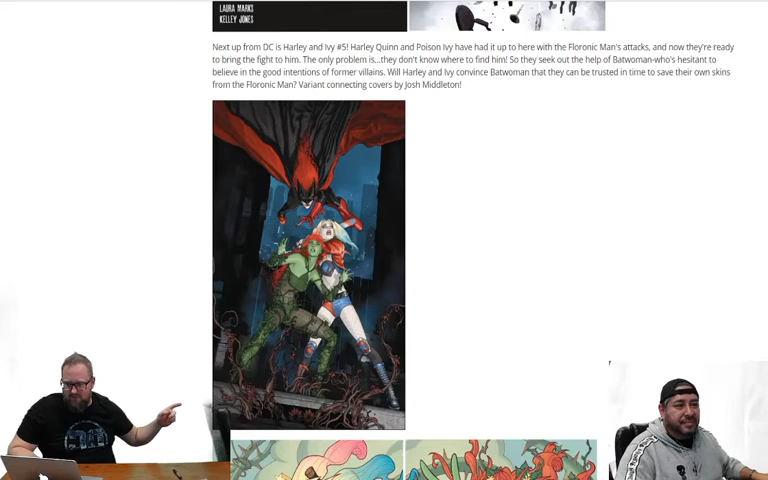 LAURA MARKS
KELLEY JONES
Next up from DC is Harley and Ivy #5! Harley Quinn and Poison Ivy have had it up to here with the Floronic Man's attacks, and now they're ready
to bring the fight to him. The only problem is...they don't know where to find him! So they seek out the help of Batwoman-who's hesitant to
believe in the good intentions of former villains. Will Harley and Ivy convince Batwoman that they can be trusted in time to save their own skins
from the Floronic Man? Variant connecting covers by Josh Middleton!